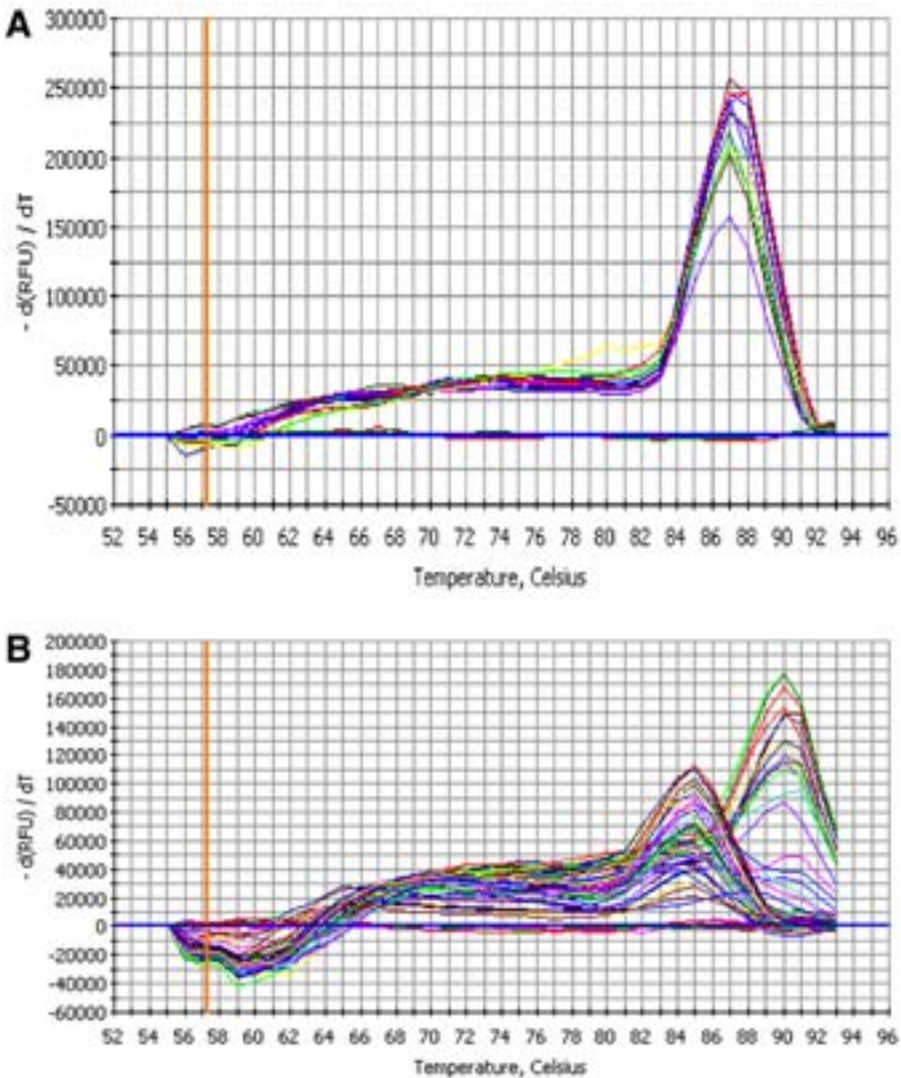 A
300000
250000
200000
150000
100000
50000
0
-50000
- d(RFU) / dT
52 54 56 58 60 62 64 66 68 70 72 74 76 78 80 82 84 86 88 90 92 94 96
Temperature, Celsius
B
200000
180000
160000
140000
120000
100000
80000
60000
40000
20000
0
-20000
-40000
-60000
- d(RFU) / dT
52 54 56 58 60 62 64 66 68 70 72 74 76 78 80 82 84 86 88 90 92 94 96
Temperature, Celsius